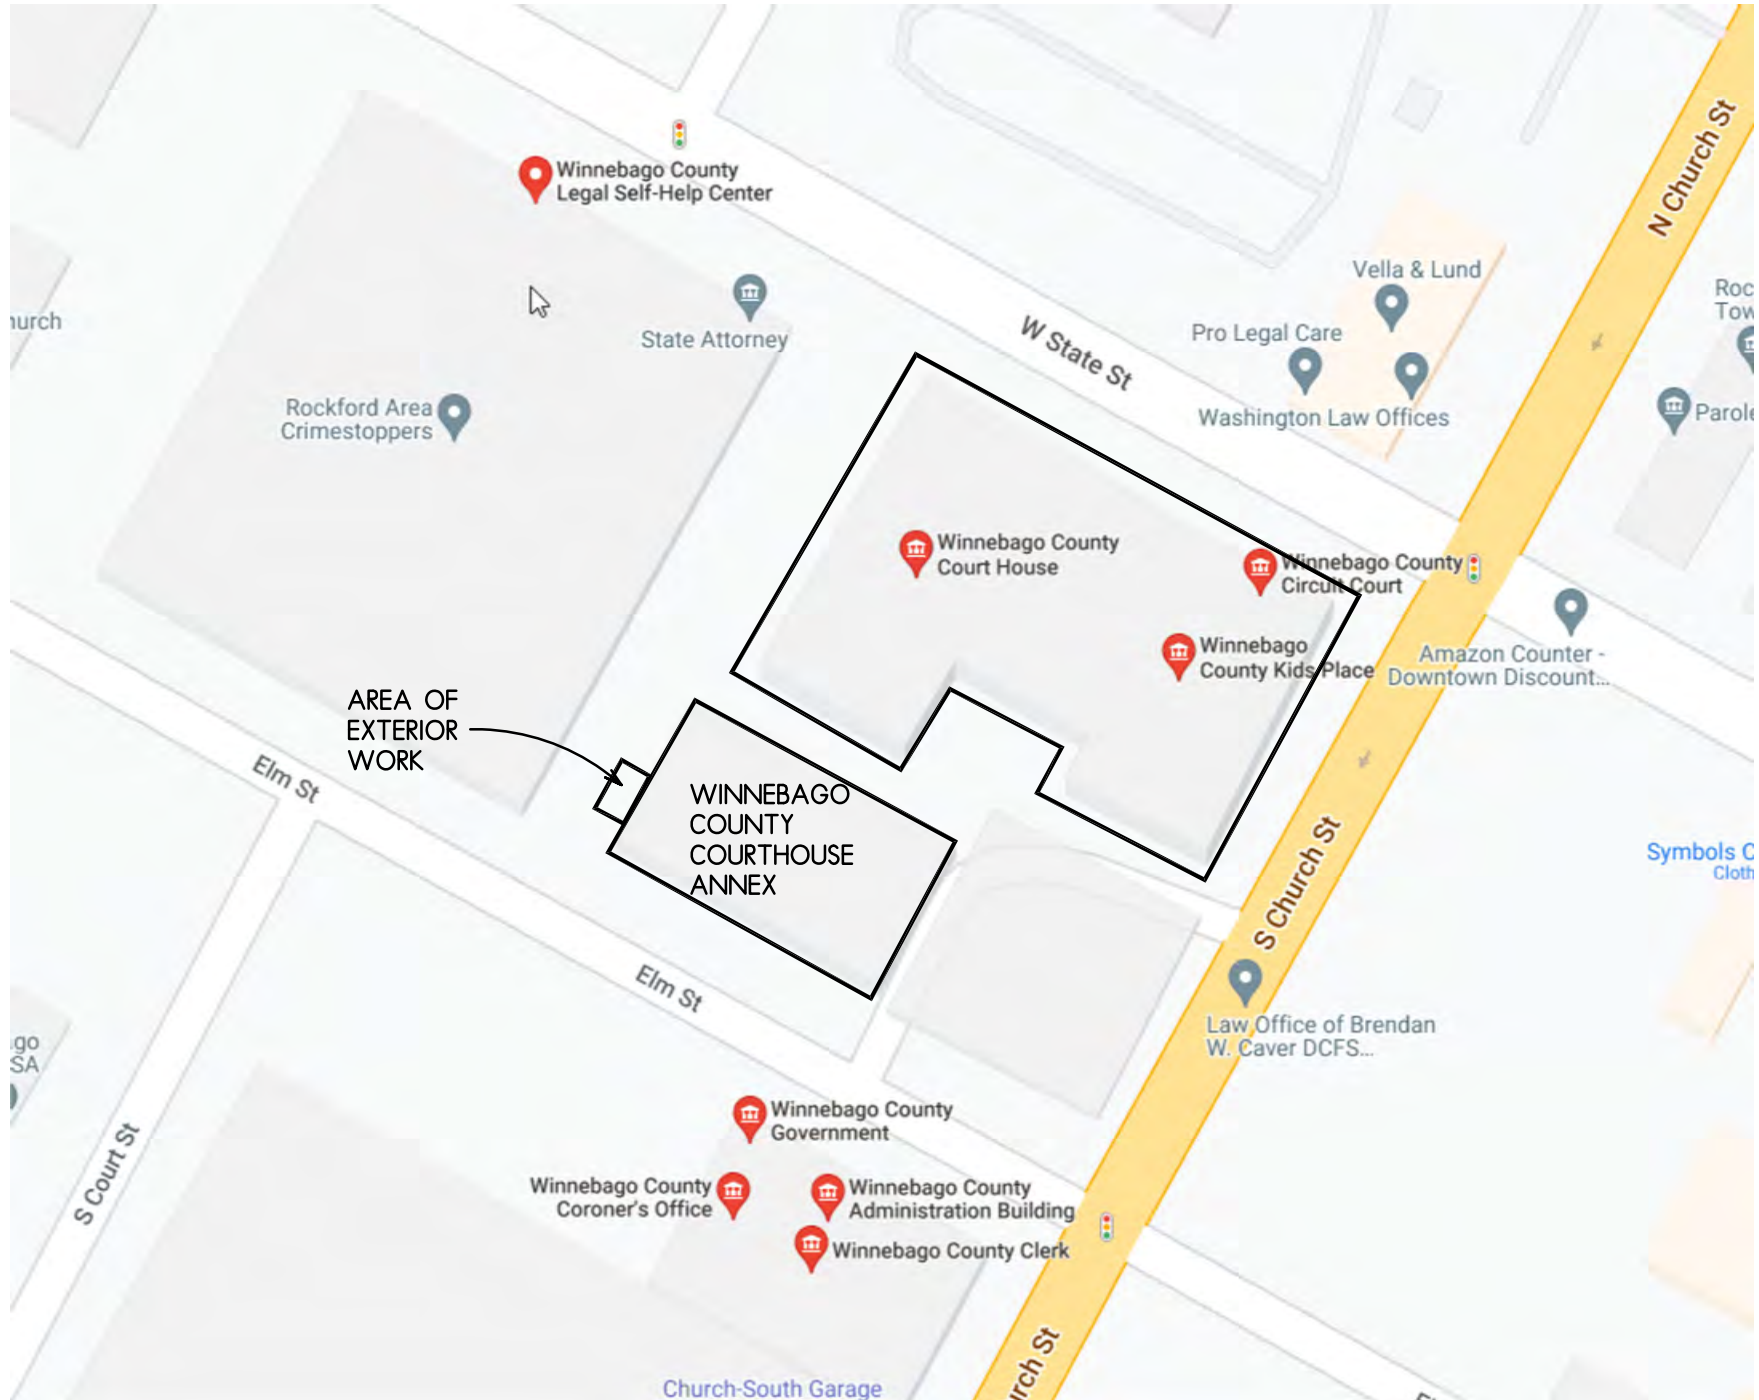 Winnebago County
Legal Self-Help Center
N Church St
Vella & Lund
State Attorney
W State St
Pro Legal Care
Washington Law Offices
Rockford Area
Crimestoppers
Winnebago County
Court House
Winnebago County
Circuit Court
Winnebago
County Kids Place
Amazon Counter -
Downtown Discount...
AREA OF
EXTERIOR
WORK
Elm St
WINNEBAGO
COUNTY
COURTHOUSE
ANNEX
S Church St
Symbols
Elm St
Law Office of Brendan
W. Caver DCFS...
S Court St
Winnebago County
Government
Winnebago County
Coroner's Office
Winnebago County
Administration Building
Winnebago County Clerk
Church-South Garage